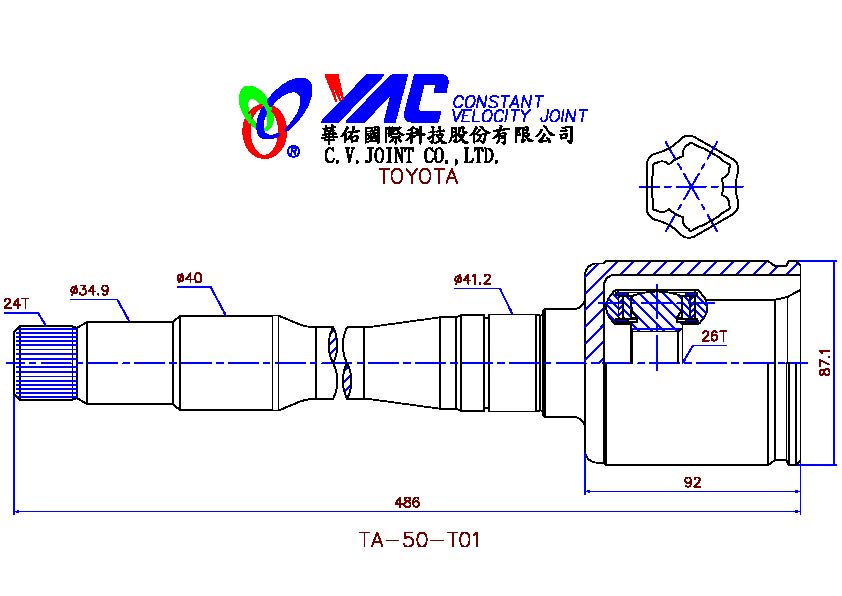 YAC CONSTANT
VELOCITY JOINT
華佑國際科技股份有限公司
®
C.V.JOINT CO.,LTD.
TOYOTA
24T
ø34.9
ø40
ø41.2
26T
87.1
92
486
TA-50-T01